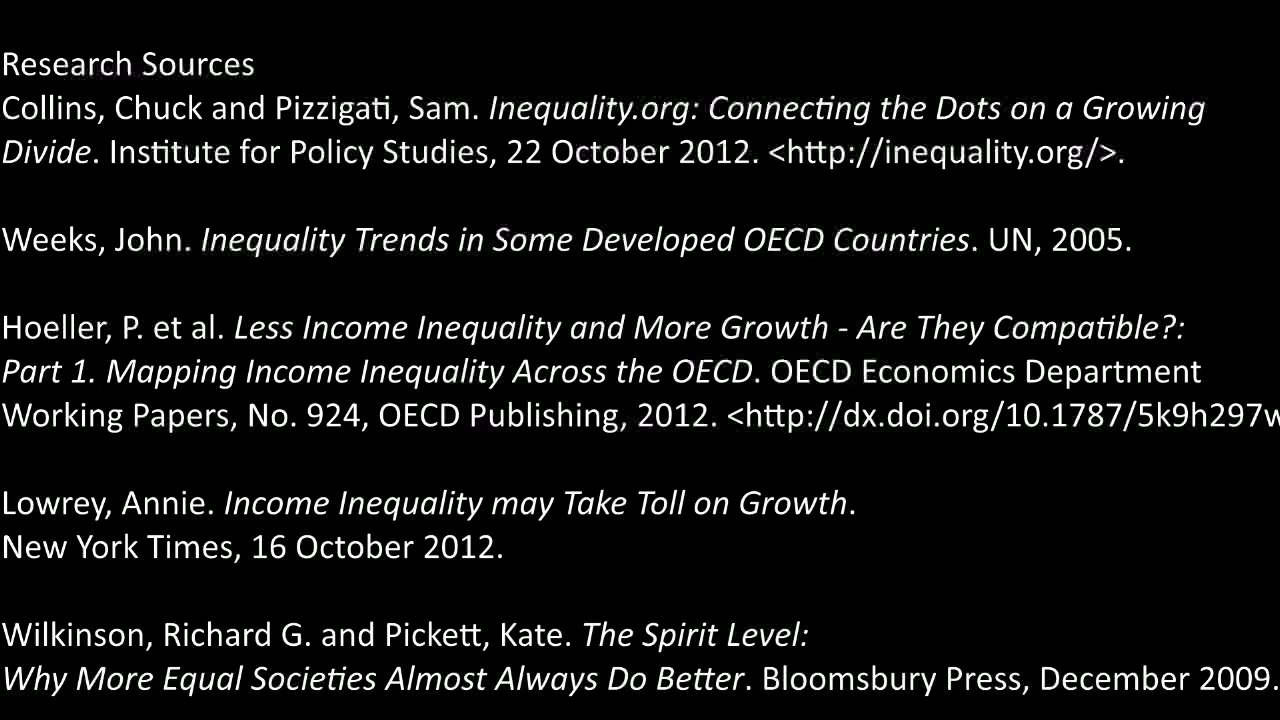 Research Sources
Collins, Chuck and Pizzigati, Sam. Inequality.org: Connecting the Dots on a Growing
Divide. Institute for Policy Studies, 22 October 2012. <http://inequality.org/>.
Weeks, John. Inequality Trends in Some Developed OECD Countries. UN, 2005.
Hoeller, P. et al. Less Income Inequality and More Growth - Are They Compatible?:
Part 1. Mapping Income Inequality Across the OECD. OECD Economics Department
Working Papers, No. 924, OECD Publishing, 2012. <http://dx.doi.org/10.1787/5k9h297w
Lowrey, Annie. Income Inequality may Take Toll on Growth.
New York Times, 16 October 2012.
Wilkinson, Richard G. and Pickett, Kate. The Spirit Level:
Why More Equal Societies Almost Always Do Better. Bloomsbury Press, December 2009.